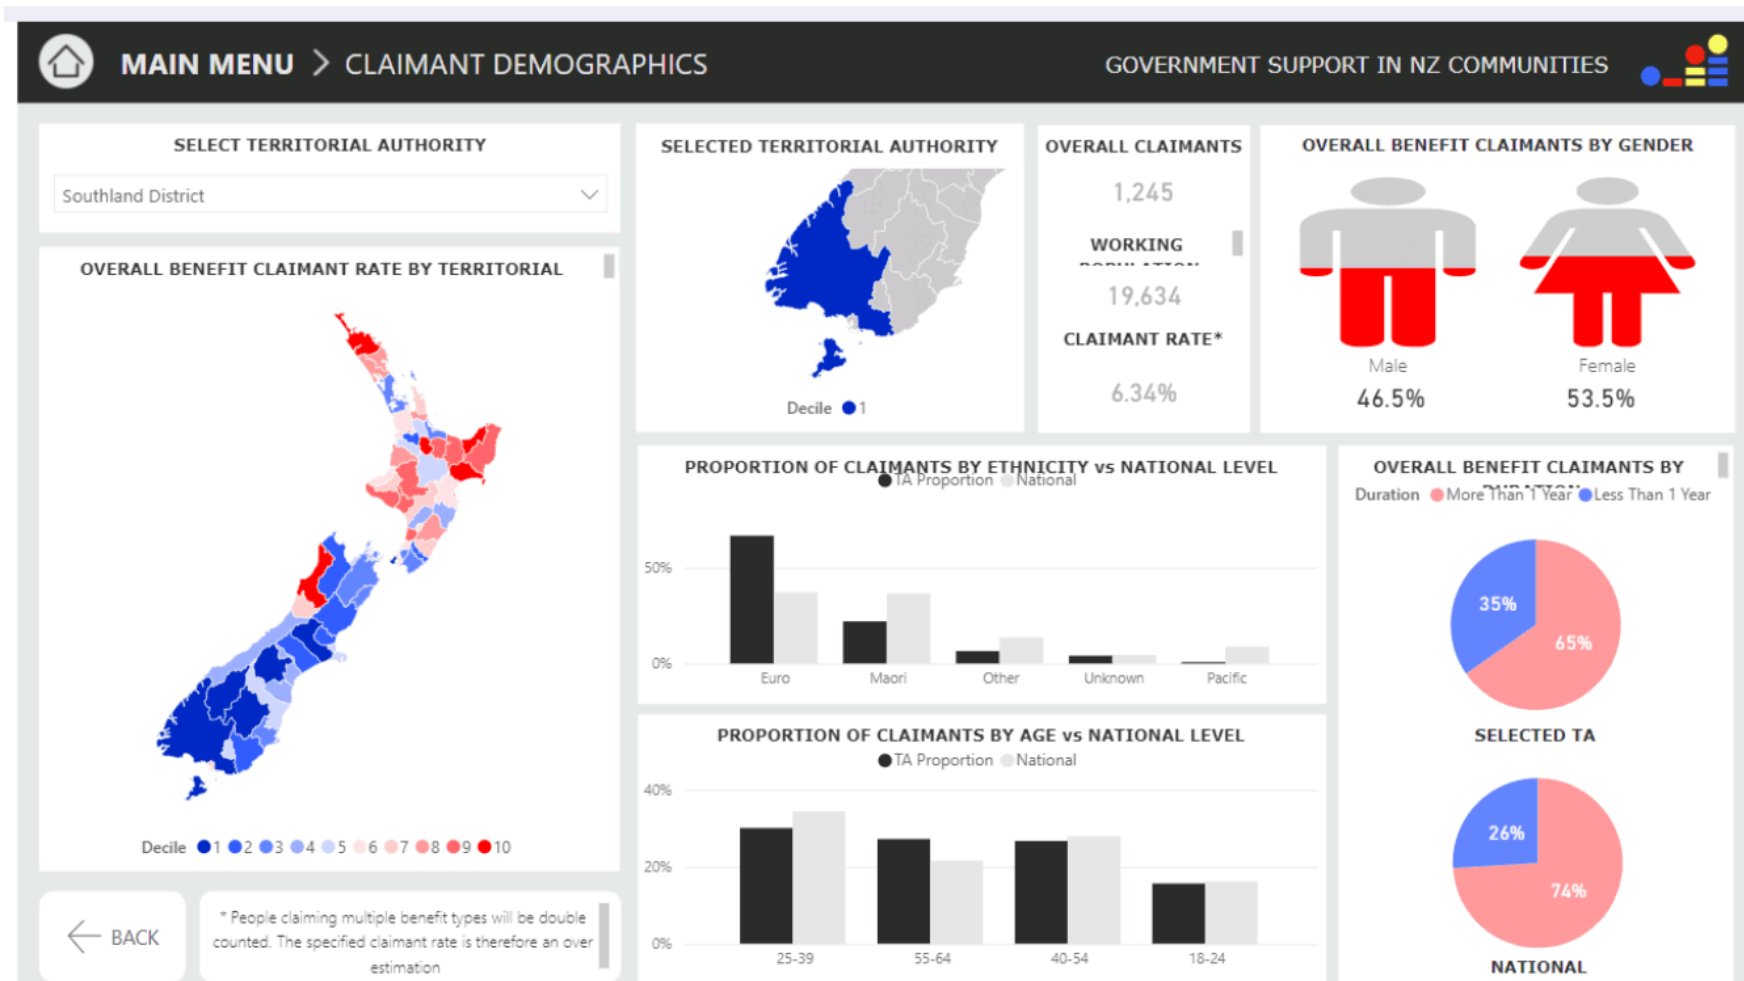 MAIN MENU > CLAIMANT DEMOGRAPHICS
GOVERNMENT SUPPORT IN NZ COMMUNITIES
SELECT TERRITORIAL AUTHORITY
Southland District
OVERALL BENEFIT CLAIMANT RATE BY TERRITORIAL
Decile 1 2 3 4 5 6 7 8 9 10
BACK
* People claiming multiple benefit types will be double
counted. The specified claimant rate is therefore an over
estimation
SELECTED TERRITORIAL AUTHORITY
Decile 1
OVERALL CLAIMANTS
1,245
WORKING
POPULATION
19,634
CLAIMANT RATE*
6.34%
OVERALL BENEFIT CLAIMANTS BY GENDER
Male
46.5%
Female
53.5%
PROPORTION OF CLAIMANTS BY ETHNICITY vs NATIONAL LEVEL
TA Proportion National
50%
0%
Euro Maori Other Unknown Pacific
PROPORTION OF CLAIMANTS BY AGE vs NATIONAL LEVEL
TA Proportion National
40%
20%
0%
25-39 55-64 40-54 18-24
OVERALL BENEFIT CLAIMANTS BY
DURATION
Duration More Than 1 Year Less Than 1 Year
35%
65%
SELECTED TA
26%
74%
NATIONAL